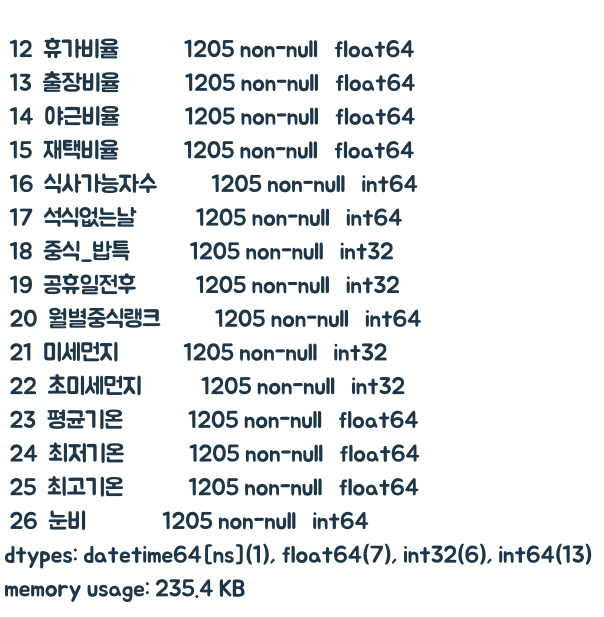 12 휴가비율 1205 non-null float64
13 출장비율 1205 non-null float64
14 야근비율 1205 non-null float64
15 재택비율 1205 non-null float64
16 식사가능자수 1205 non-null int64
17 석식없는날 1205 non-null int64
18 중식_밥특 1205 non-null int32
19 공휴일전후 1205 non-null int32
20 월별중식랭크 1205 non-null int64
21 미세먼지 1205 non-null int32
22 초미세먼지 1205 non-null int32
23 평균기온 1205 non-null float64
24 최저기온 1205 non-null float64
25 최고기온 1205 non-null float64
26 눈비 1205 non-null int64
dtypes: datetime64[ns](1), float64(7), int32(6), int64(13)
memory usage: 235.4 KB